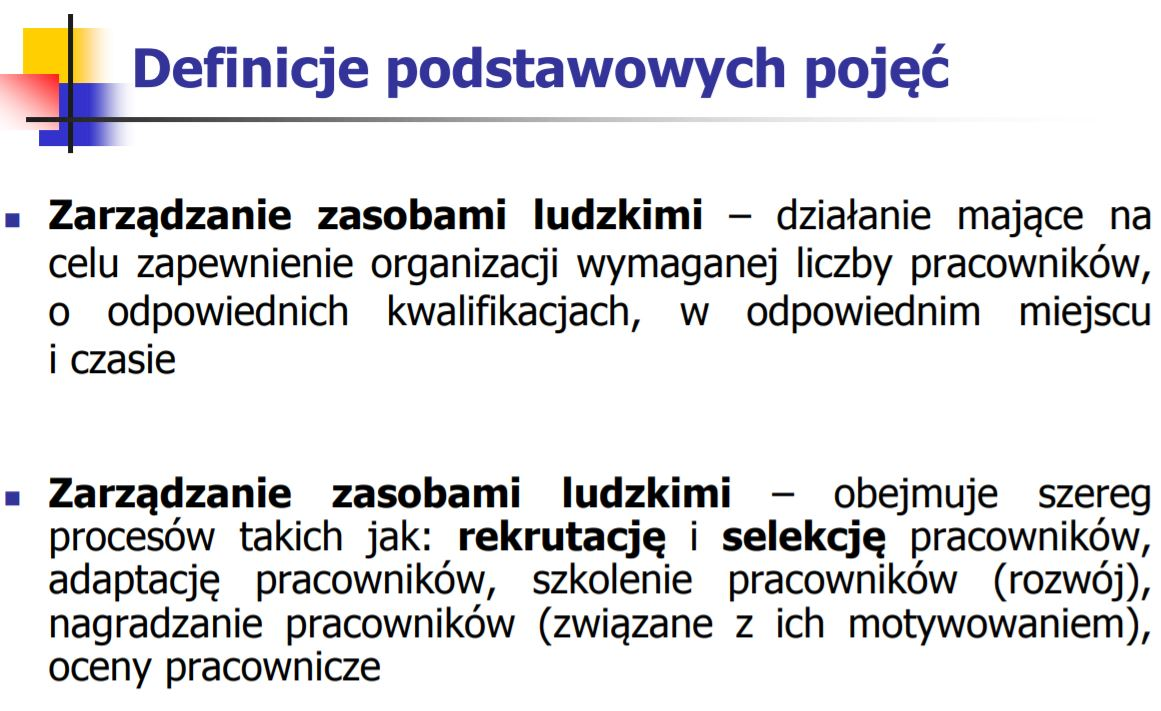 Definicje podstawowych pojęć
Zarządzanie zasobami ludzkimi – działanie mające na
celu zapewnienie organizacji wymaganej liczby pracowników,
o odpowiednich kwalifikacjach, w odpowiednim miejscu
i czasie
Zarządzanie zasobami ludzkimi – obejmuje szereg
procesów takich jak: rekrutację i selekcję pracowników,
adaptację pracowników, szkolenie pracowników (rozwój),
nagradzanie pracowników (związane z ich motywowaniem),
oceny pracownicze